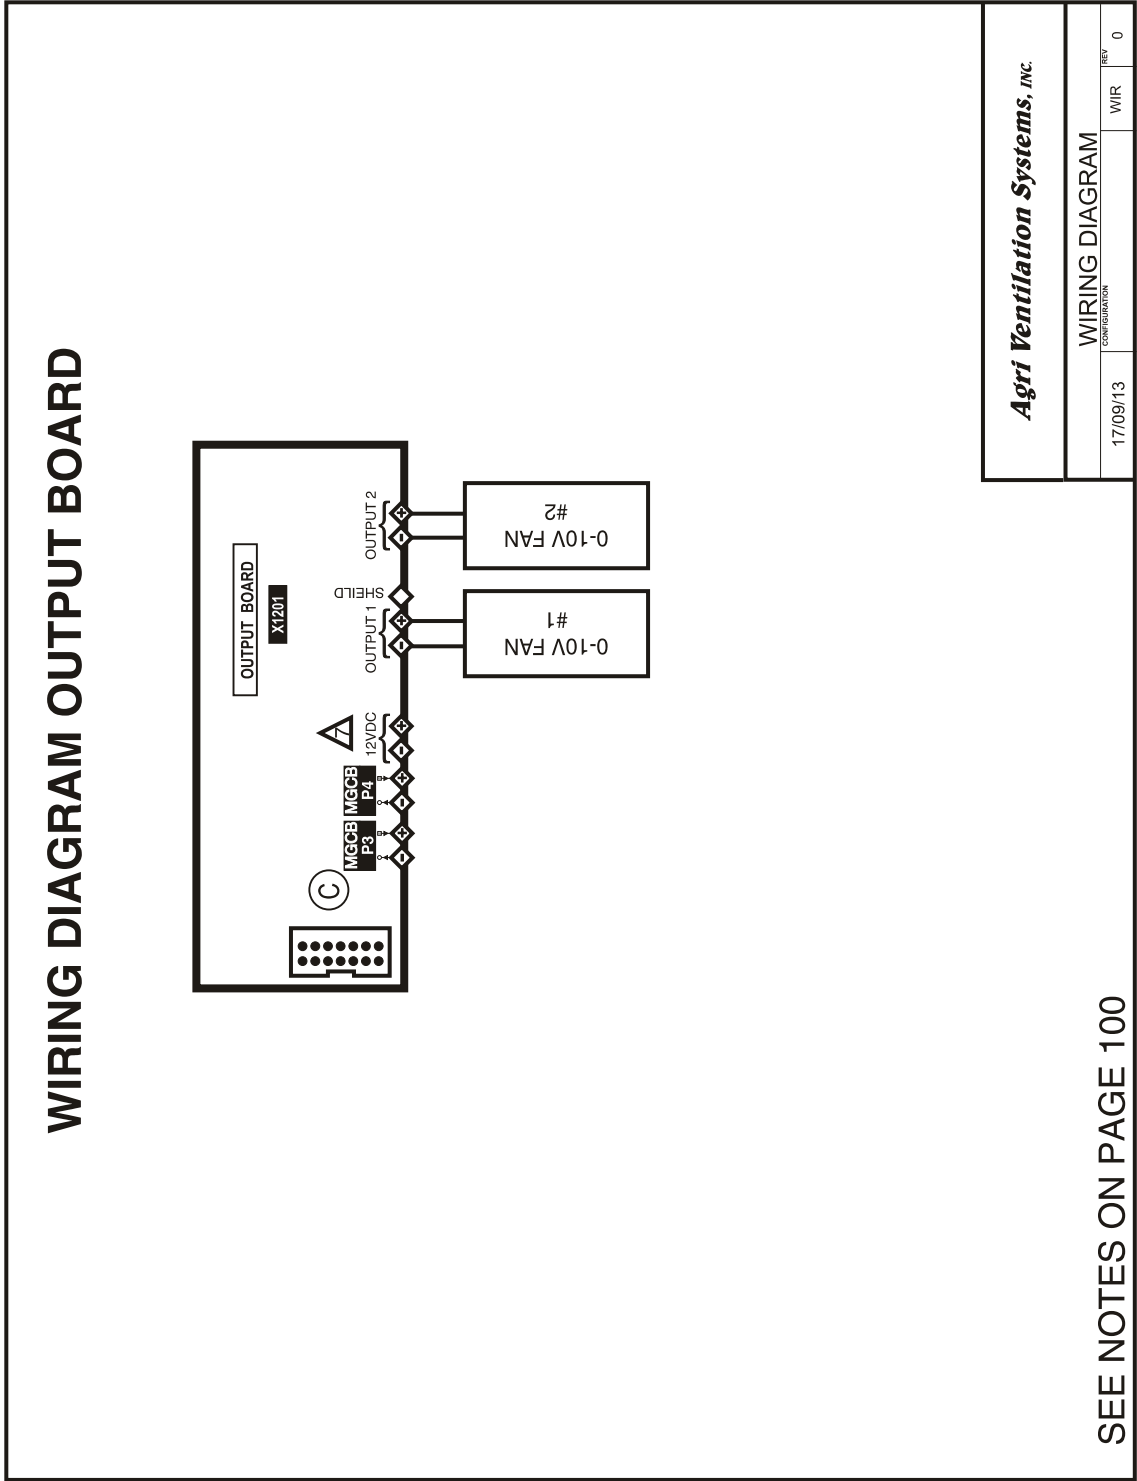 WIRING DIAGRAM OUTPUT BOARD
OUTPUT BOARD
X1201
C
MGCB
P3
MGCB
P4
7
12VDC
OUTPUT 1
SHEILD
OUTPUT 2
- + - + - + - + - +
0-10V FAN
#1
0-10V FAN
#2
Agri Ventilation Systems, INC.
WIRING DIAGRAM
17/09/13
CONFIGURATION
WIR
REV
0
SEE NOTES ON PAGE 100